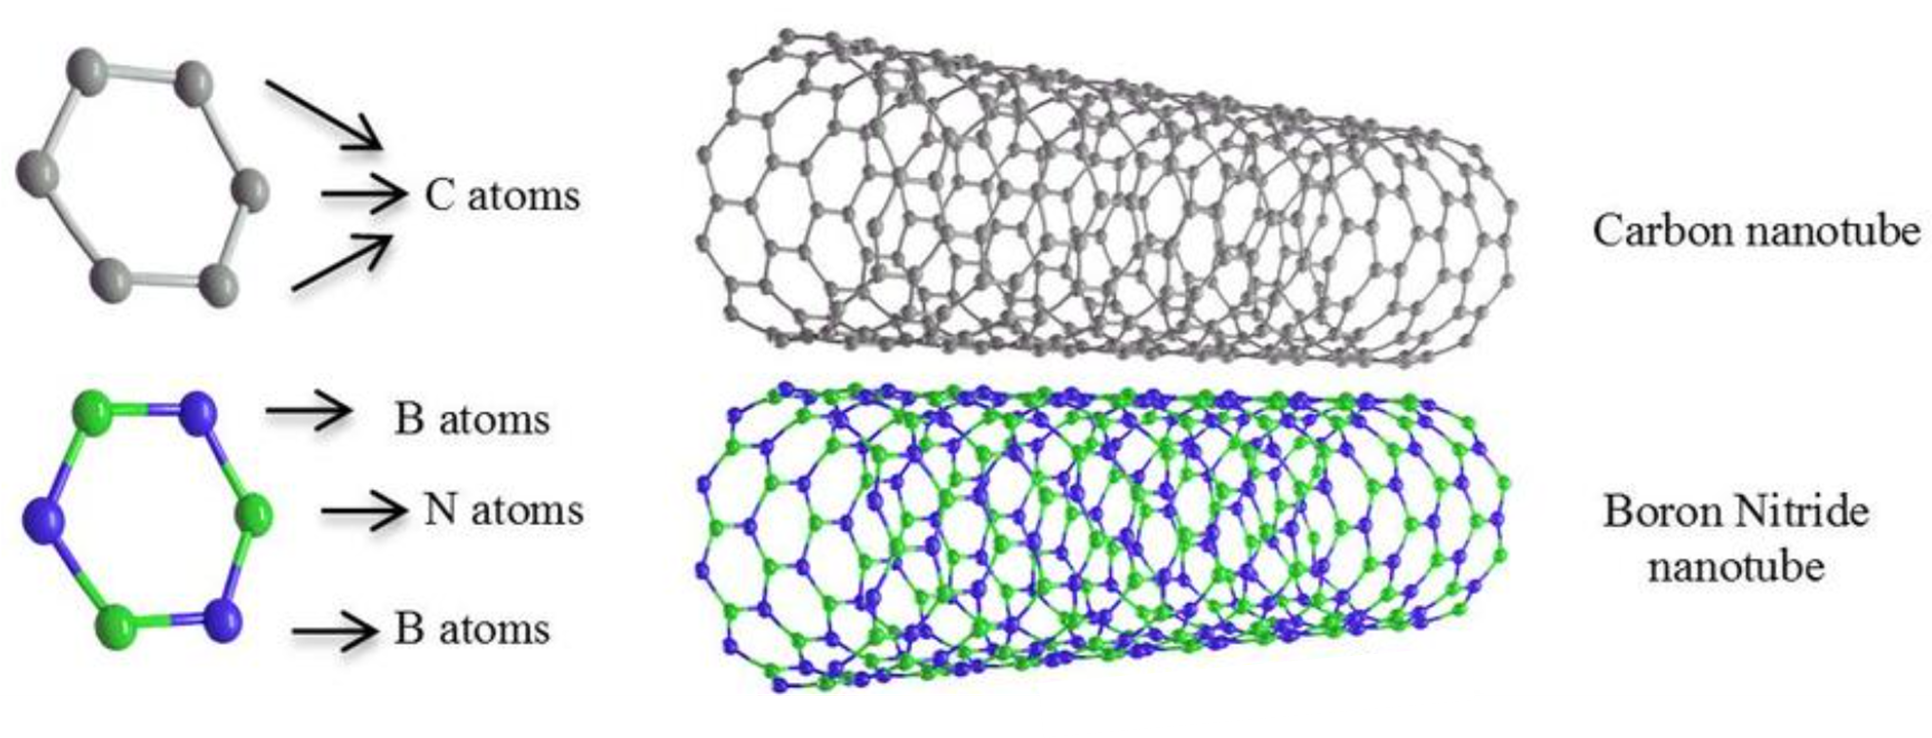 C atoms
Carbon nanotube
B atoms
N atoms
B atoms
Boron Nitride
nanotube